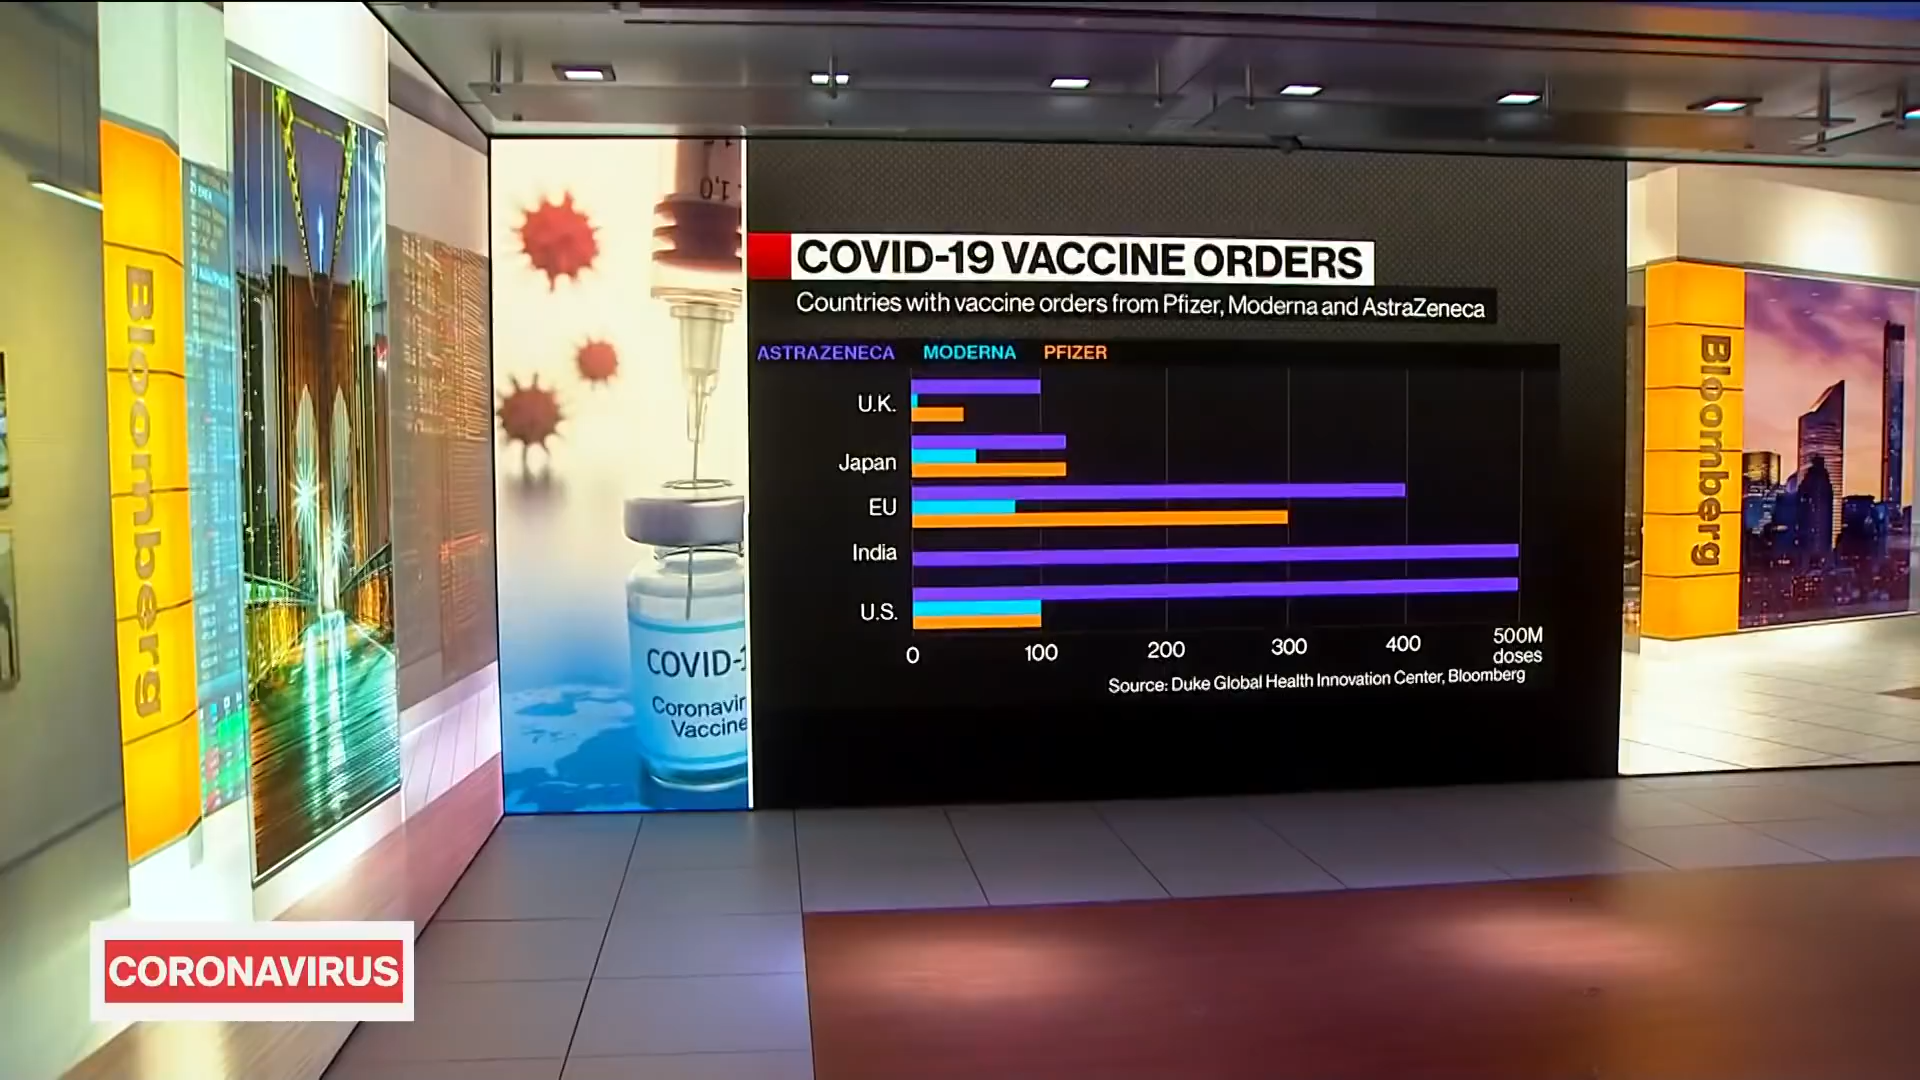 Bloomberg
COVID-19 VACCINE ORDERS
Countries with vaccine orders from Pfizer, Moderna and AstraZeneca
ASTRAZENECA MODERNA PFIZER
U.K.
Japan
EU
India
U.S.
0 100 200 300 400 500M
doses
Source: Duke Global Health Innovation Center, Bloomberg
COVID-1
Coronavir
Vaccine
Bloomberg
CORONAVIRUS